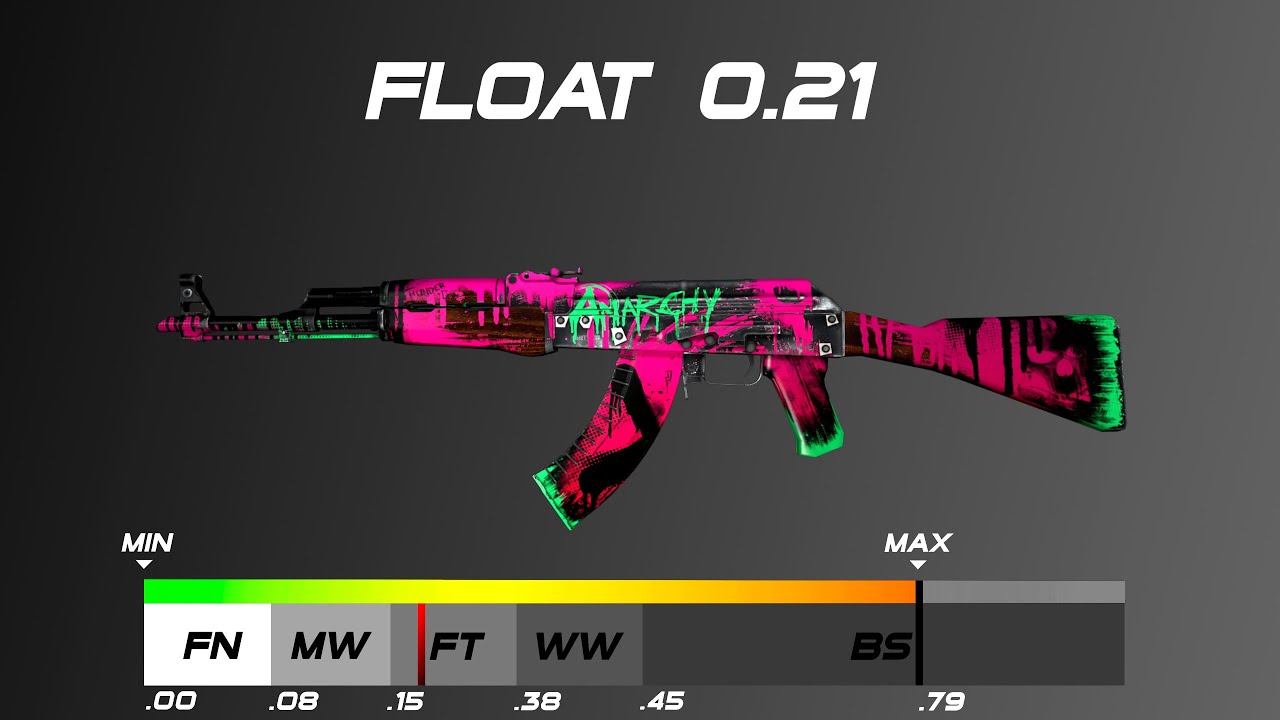 FLOAT 0.21
ANARCHY
MIN
MAX
FN MW FT WW BS
.00 .08 .15 .38 .45 .79